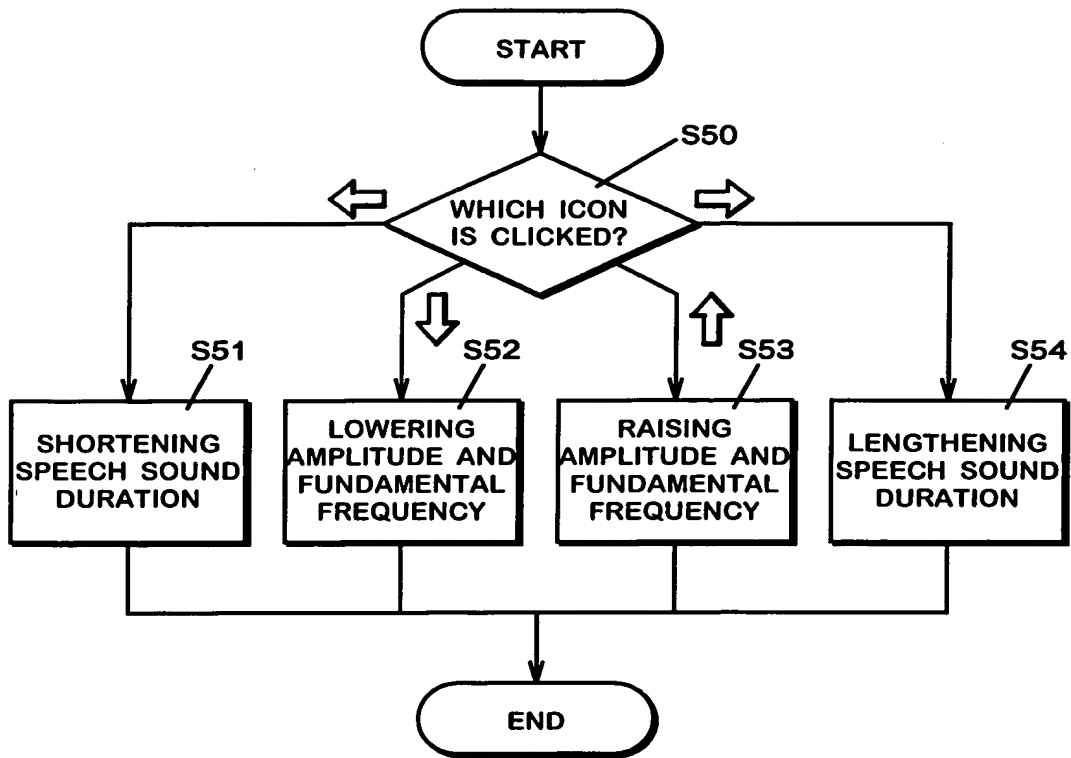 START
S50
WHICH ICON
IS CLICKED?
S51
SHORTENING
SPEECH SOUND
DURATION
S52
LOWERING
AMPLITUDE AND
FUNDAMENTAL
FREQUENCY
S53
RAISING
AMPLITUDE AND
FUNDAMENTAL
FREQUENCY
S54
LENGTHENING
SPEECH SOUND
DURATION
END